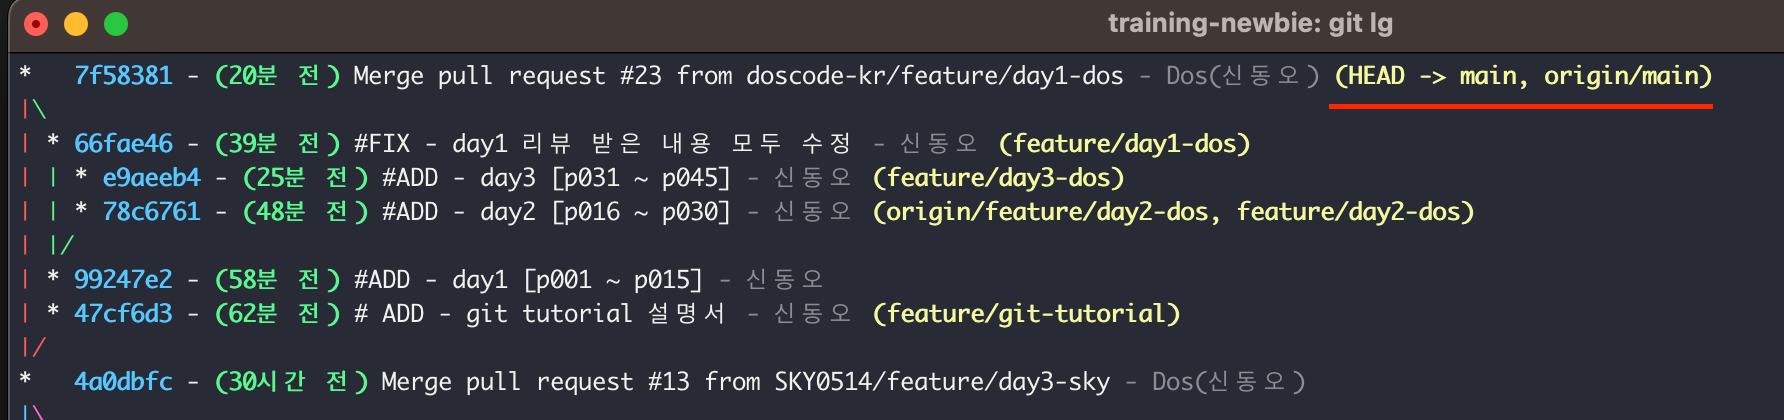 training-newbie: git lg
* 7f58381 - (20분 전) Merge pull request #23 from doscode-kr/feature/day1-dos - Dos(신동오) (HEAD -> main, origin/main)
|\
| * 66fae46 - (39분 전) #FIX - day1 리뷰 받은 내용 모두 수정 - 신동오 (feature/day1-dos)
| | * e9aeeb4 - (25분 전) #ADD - day3 [p031 ~ p045] - 신동오 (feature/day3-dos)
| | * 78c6761 - (48분 전) #ADD - day2 [p016 ~ p030] - 신동오 (origin/feature/day2-dos, feature/day2-dos)
| |/
| * 99247e2 - (58분 전) #ADD - day1 [p001 ~ p015] - 신동오
| * 47cf6d3 - (62분 전) # ADD - git tutorial 설명서 - 신동오 (feature/git-tutorial)
|/
* 4a0dbfc - (30시간 전) Merge pull request #13 from SKY0514/feature/day3-sky - Dos(신동오)
|\